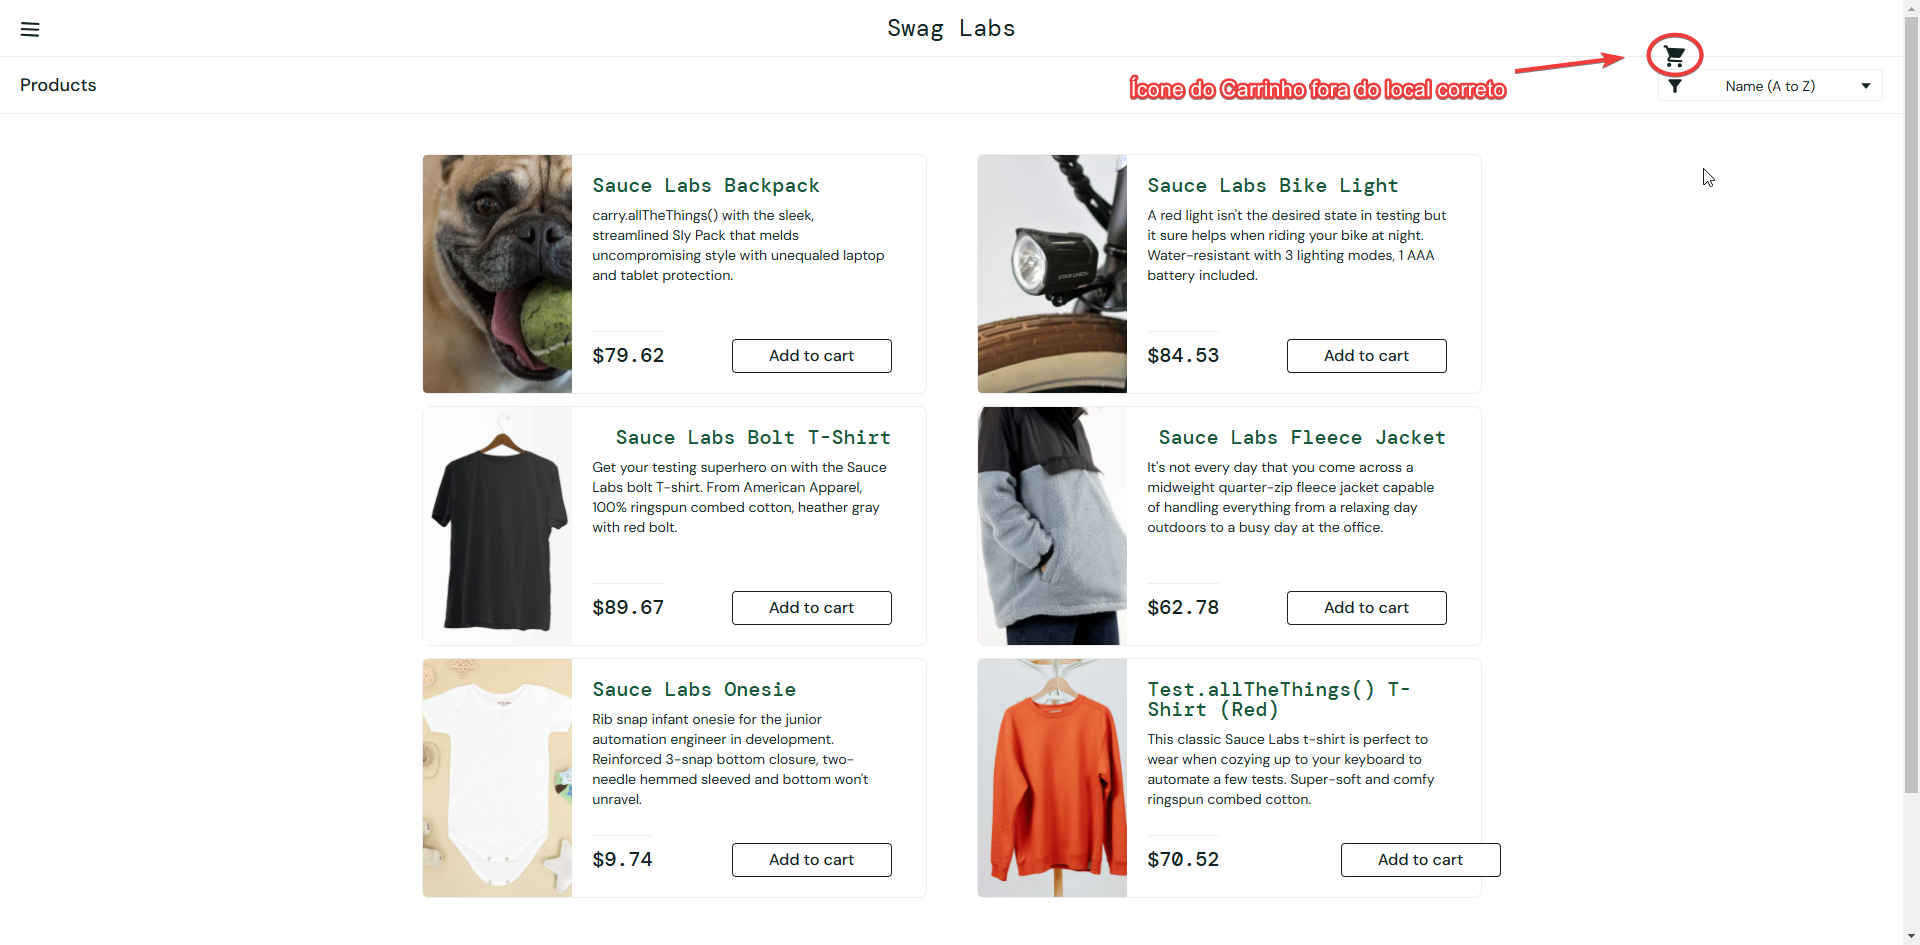 Swag Labs
Products
Ícone do Carrinho fora do local correto
Name (A to Z)
Sauce Labs Backpack
carry.allTheThings() with the sleek,
streamlined Sly Pack that melds
uncompromising style with unequaled laptop
and tablet protection.
$79.62
Add to cart
Sauce Labs Bike Light
A red light isn't the desired state in testing but
it sure helps when riding your bike at night.
Water-resistant with 3 lighting modes, 1 AAA
battery included.
STAR UNION
$84.53
Add to cart
Sauce Labs Bolt T-Shirt
Get your testing superhero on with the Sauce
Labs bolt T-shirt. From American Apparel,
100% ringspun combed cotton, heather gray
with red bolt.
$89.67
Add to cart
Sauce Labs Fleece Jacket
It's not every day that you come across a
midweight quarter-zip fleece jacket capable
of handling everything from a relaxing day
outdoors to a busy day at the office.
$62.78
Add to cart
Sauce Labs Onesie
Rib snap infant onesie for the junior
automation engineer in development.
Reinforced 3-snap bottom closure, two-
needle hemmed sleeved and bottom won't
unravel.
$9.74
Add to cart
Test.allTheThings() T-
Shirt (Red)
This classic Sauce Labs t-shirt is perfect to
wear when cozying up to your keyboard to
automate a few tests. Super-soft and comfy
ringspun combed cotton.
$70.52
Add to cart